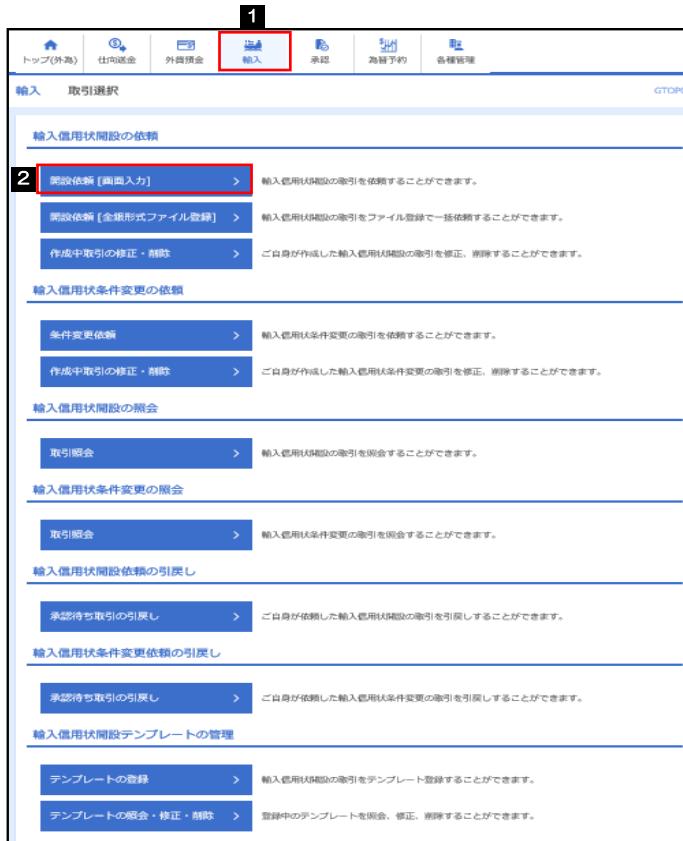 1
トップ(外為) 仕向送金 外貨預金 輸入 承認 為替予約 各種管理
輸入 取引選択 GTOP
輸入信用状開設の依頼
2 開設依頼 [画面入力] > 輸入信用状開設の取引を依頼することができます。
開設依頼 [全銀形式ファイル登録] > 輸入信用状開設の取引をファイル登録で一括依頼することができます。
作成中取引の修正・削除 > ご自身が作成した輸入信用状開設の取引を修正、削除することができます。
輸入信用状条件変更の依頼
条件変更依頼 > 輸入信用状条件変更の取引を依頼することができます。
作成中取引の修正・削除 > ご自身が作成した輸入信用状条件変更の取引を修正、削除することができます。
輸入信用状開設の照会
取引照会 > 輸入信用状開設の取引を照会することができます。
輸入信用状条件変更の照会
取引照会 > 輸入信用状条件変更の取引を照会することができます。
輸入信用状開設依頼の引戻し
承認待ち取引の引戻し > ご自身が依頼した輸入信用状開設の取引を引戻しすることができます。
輸入信用状条件変更依頼の引戻し
承認待ち取引の引戻し > ご自身が依頼した輸入信用状条件変更の取引を引戻しすることができます。
輸入信用状開設テンプレートの管理
テンプレートの登録 > 輸入信用状開設の取引をテンプレート登録することができます。
テンプレートの照会・修正・削除 > 登録中のテンプレートを照会、修正、削除することができます。